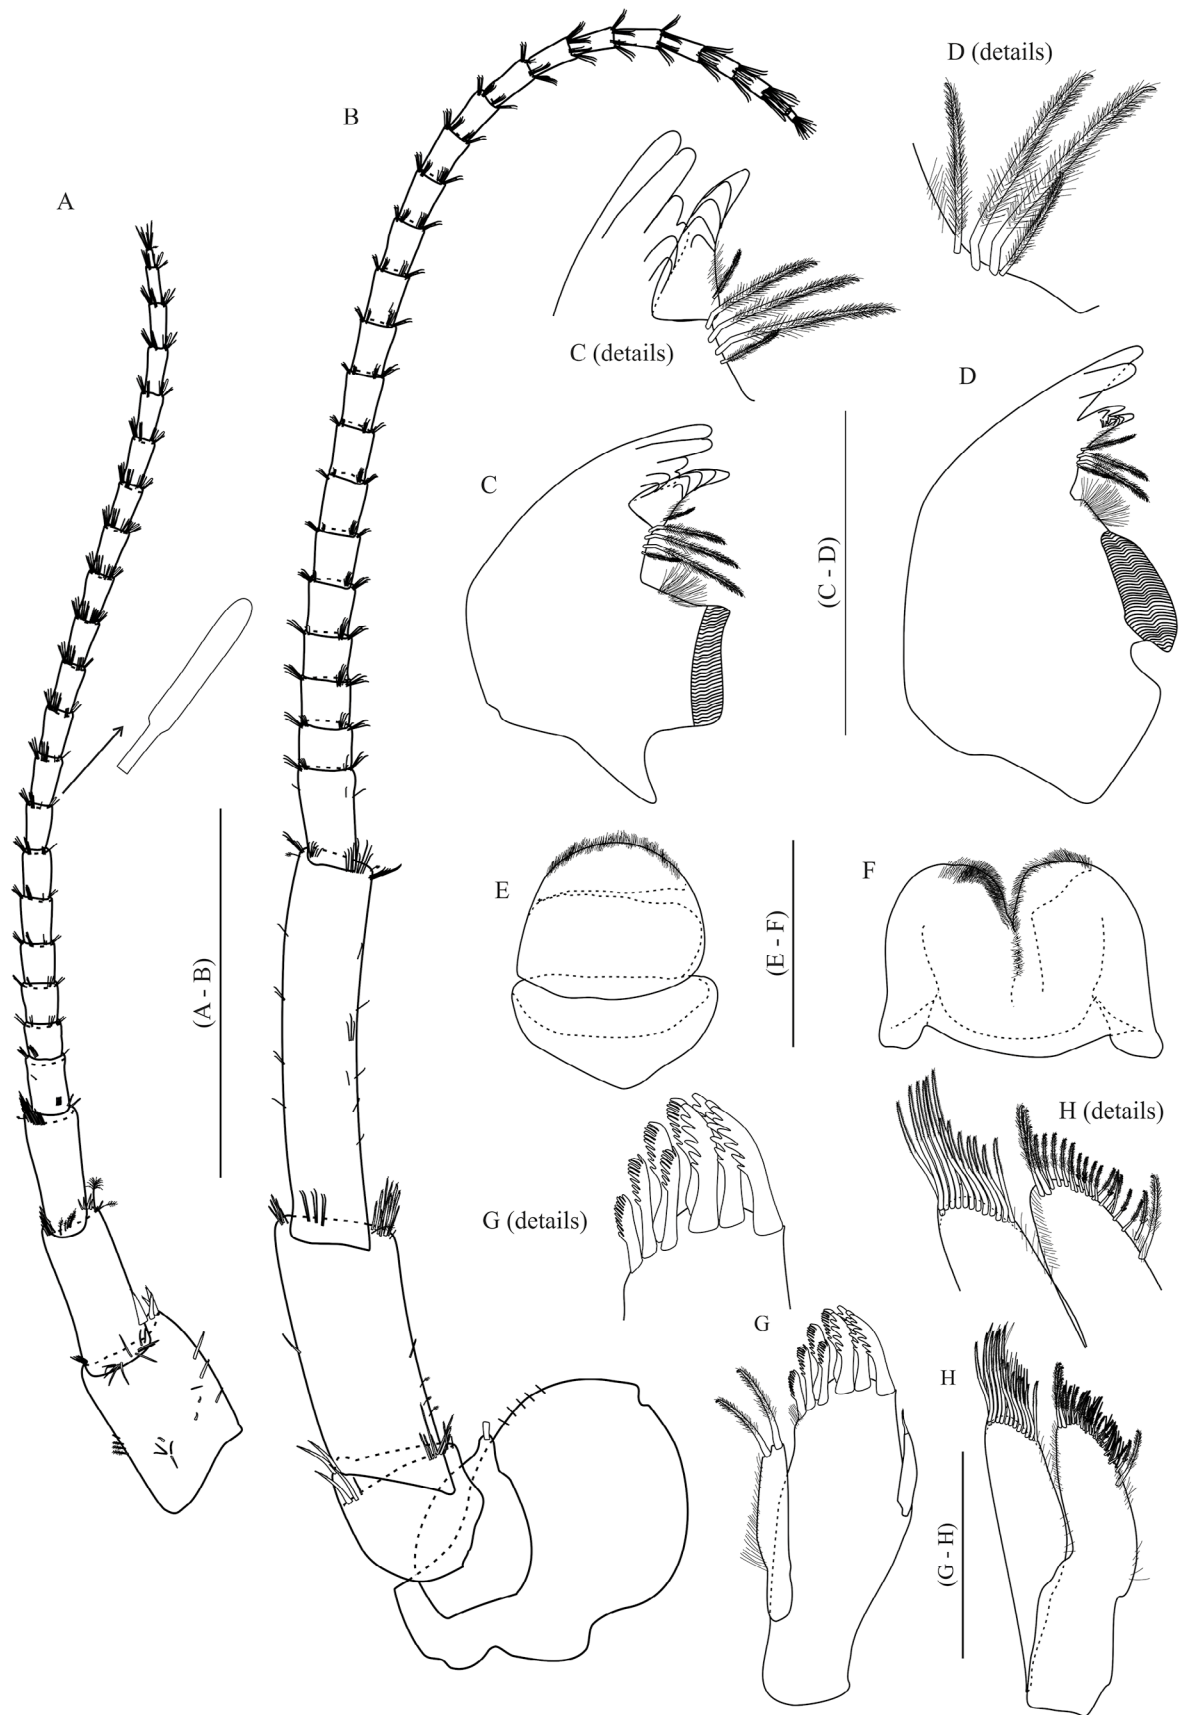 D (details)
B
A
C (details)
D
C
(C - D)
E
F
(E - F)
(A - B)
H (details)
G (details)
G
H
(G - H)